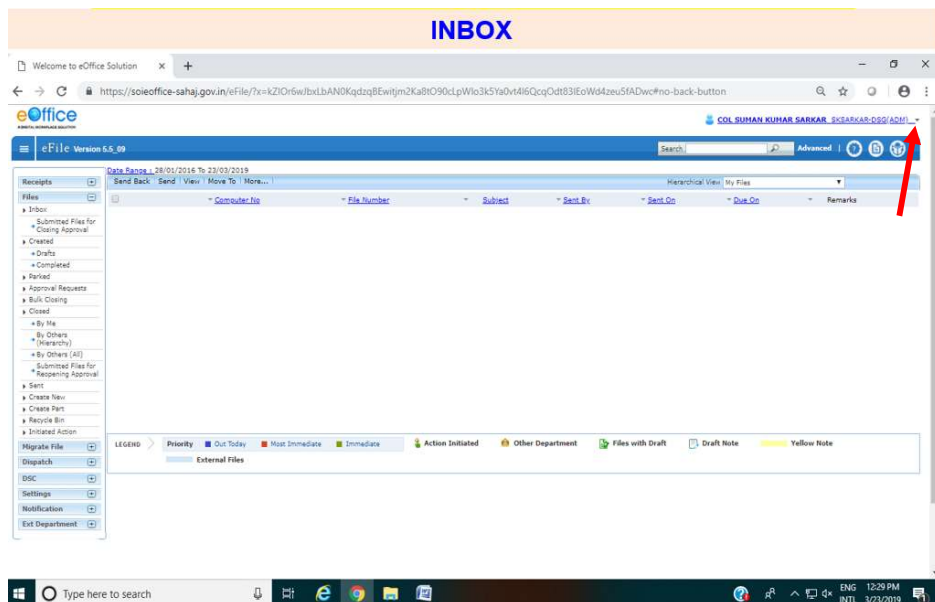 INBOX
Welcome to eOffice Solution
https://soieoffice-sahaj.gov.in/eFile/?x=
#no-back-button
eOffice
COL SUMAN KUMAR SARKAR SKSARKAR-DSG(ADM)
eFile Version 5.5_09
Search
Advanced
Date Range : 28/01/2016 To 23/03/2019
Send Back Send View Move To More...
Hierarchical View My Files
Computer No File Number Subject Sent By Sent On Due On Remarks
Receipts
Files
Inbox
Submitted Files for
Closing Approval
Created
Drafts
Completed
Parked
Approval Requests
Bulk Closing
Closed
By Me
By Others
(Hierarchy)
By Others (All)
Submitted Files for
Reopening Approval
Sent
Create New
Create Part
Recycle Bin
Initiated Action
Migrate File
Dispatch
DSC
Settings
Notification
Ext Department
LEGEND Priority Out Today Most Immediate Immediate Action Initiated Other Department Files with Draft Draft Note Yellow Note
External Files
Type here to search
ENG 12:29 PM
INTL 3/23/2019